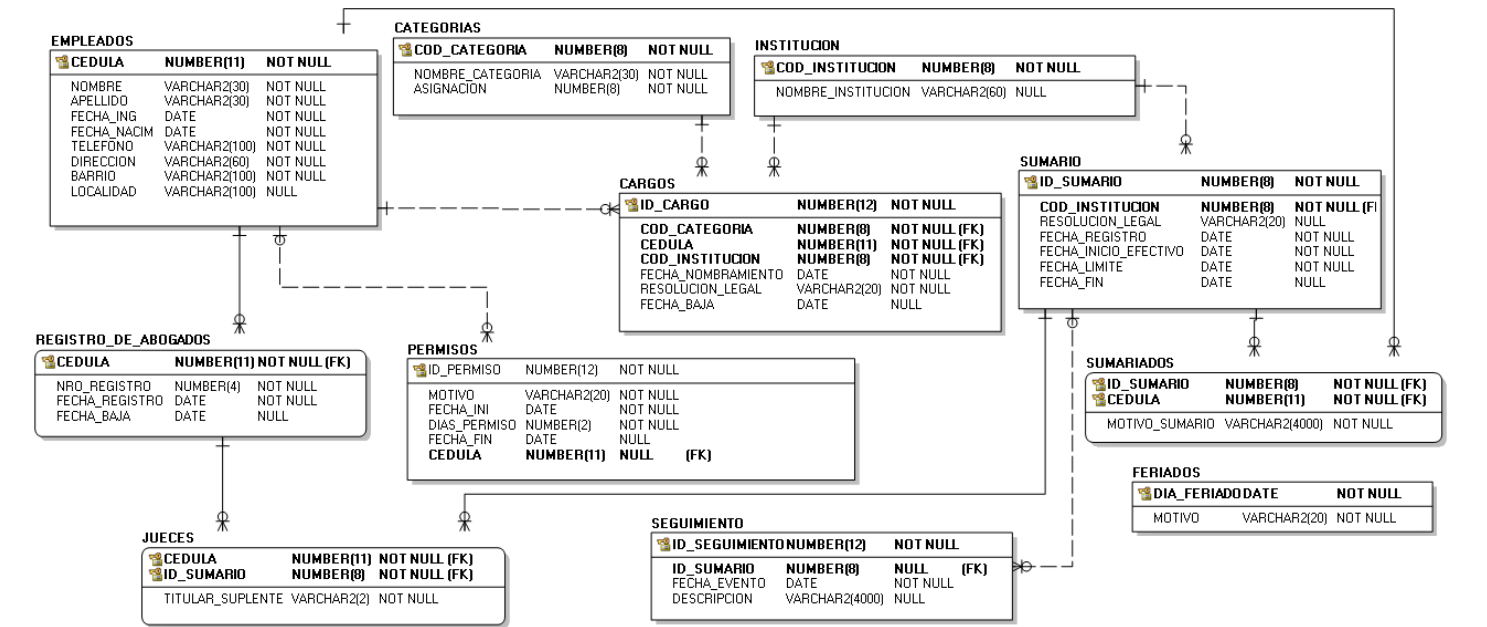 EMPLEADOS
CEDULA NUMBER(11) NOT NULL
NOMBRE VARCHAR2(30) NOT NULL
APELLIDO VARCHAR2(30) NOT NULL
FECHA_ING DATE NOT NULL
FECHA_NACIM DATE NOT NULL
TELEFONO VARCHAR2(100) NOT NULL
DIRECCION VARCHAR2(60) NOT NULL
BARRIO VARCHAR2(100) NOT NULL
LOCALIDAD VARCHAR2(100) NULL
CATEGORIAS
COD_CATEGORIA NUMBER(8) NOT NULL
NOMBRE_CATEGORIA VARCHAR2(30) NOT NULL
ASIGNACION NUMBER(8) NOT NULL
INSTITUCION
COD_INSTITUCION NUMBER(8) NOT NULL
NOMBRE_INSTITUCION VARCHAR2(60) NULL
CARGOS
ID_CARGO NUMBER(12) NOT NULL
COD_CATEGORIA NUMBER(8) NOT NULL (FK)
CEDULA NUMBER(11) NOT NULL (FK)
COD_INSTITUCION NUMBER(8) NOT NULL (FK)
FECHA_NOMBRAMIENTO DATE NOT NULL
RESOLUCION_LEGAL VARCHAR2(20) NOT NULL
FECHA_BAJA DATE NULL
SUMARIO
ID_SUMARIO NUMBER(8) NOT NULL
COD_INSTITUCION NUMBER(8) NOT NULL (F
RESOLUCION_LEGAL VARCHAR2(20) NULL
FECHA_REGISTRO DATE NOT NULL
FECHA_INICIO_EFECTIVO DATE NOT NULL
FECHA_LIMITE DATE NOT NULL
FECHA_FIN DATE NULL
REGISTRO_DE_ABOGADOS
CEDULA NUMBER(11) NOT NULL (FK)
NRO_REGISTRO NUMBER(4) NOT NULL
FECHA_REGISTRO DATE NOT NULL
FECHA_BAJA DATE NULL
PERMISOS
ID_PERMISO NUMBER(12) NOT NULL
MOTIVO VARCHAR2(20) NOT NULL
FECHA_INI DATE NOT NULL
DIAS_PERMISO NUMBER(2) NOT NULL
FECHA_FIN DATE NULL
CEDULA NUMBER(11) NULL (FK)
SUMARIADOS
ID_SUMARIO NUMBER(8) NOT NULL (FK)
CEDULA NUMBER(11) NOT NULL (FK)
MOTIVO_SUMARIO VARCHAR2(4000) NOT NULL
FERIADOS
DIA_FERIADO DATE NOT NULL
MOTIVO VARCHAR2(20) NOT NULL
JUECES
CEDULA NUMBER(11) NOT NULL (FK)
ID_SUMARIO NUMBER(8) NOT NULL (FK)
TITULAR_SUPLENTE VARCHAR2(2) NOT NULL
SEGUIMIENTO
ID_SEGUIMIENTO NUMBER(12) NOT NULL
ID_SUMARIO NUMBER(8) NULL (FK)
FECHA_EVENTO DATE NOT NULL
DESCRIPCION VARCHAR2(4000) NULL